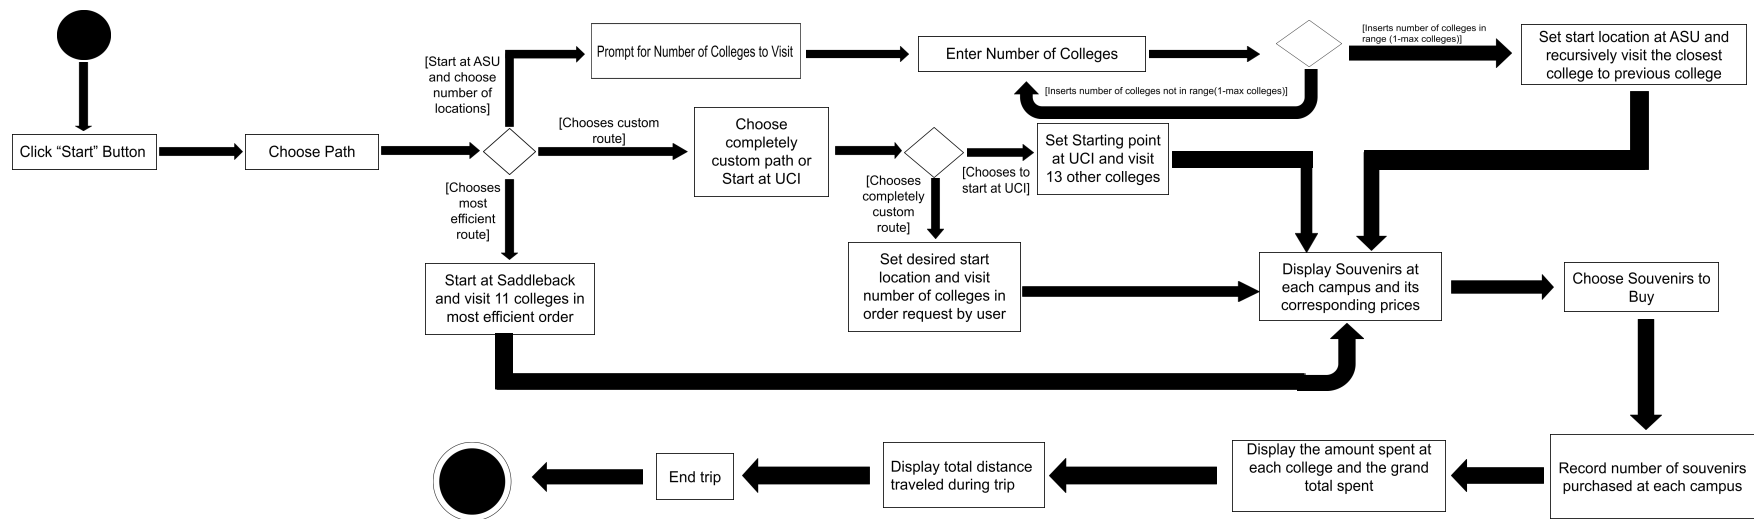 Click “Start” Button
Choose Path
[Start at ASU
and choose
number of
locations]
Prompt for Number of Colleges to Visit
Enter Number of Colleges
[Inserts number of colleges in
range (1-max colleges)]
[Inserts number of colleges not in range(1-max colleges)]
Set start location at ASU and
recursively visit the closest
college to previous college
[Chooses custom
route]
Choose
completely
custom path or
Start at UCI
[Chooses to
start at UCI]
Set Starting point
at UCI and visit
13 other colleges
[Chooses
completely
custom
route]
Set desired start
location and visit
number of colleges in
order request by user
[Chooses
most
efficient
route]
Start at Saddleback
and visit 11 colleges in
most efficient order
Display Souvenirs at
each campus and its
corresponding prices
Choose Souvenirs to
Buy
Record number of souvenirs
purchased at each campus
Display the amount spent at
each college and the grand
total spent
Display total distance
traveled during trip
End trip